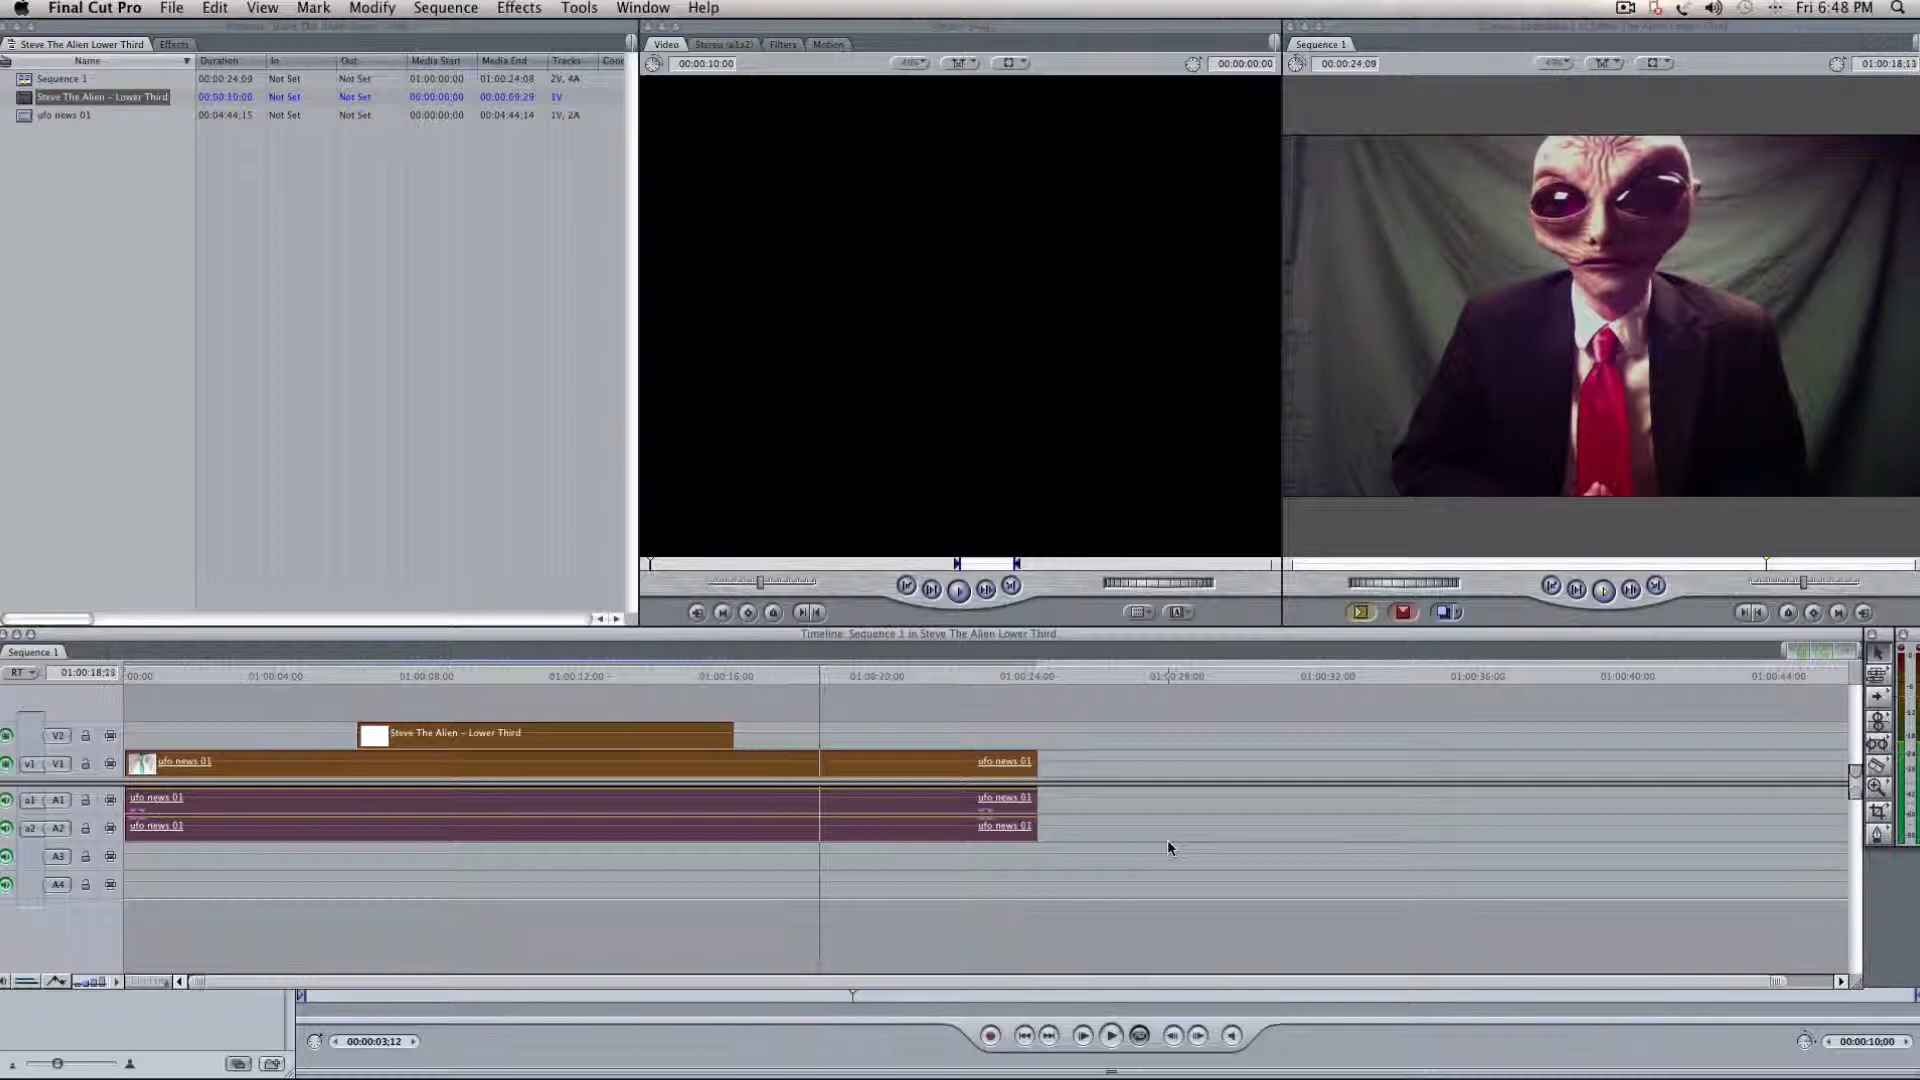 Final Cut Pro File Edit View Mark Modify Sequence Effects Tools Window Help Fri 6:48 PM
Steve The Alien Lower Third Effects
Video Stereo (a1a2) Filters Motion
Sequence 1
Name Duration In Out Media Start Media End Tracks
00:00:10:00 00:00:00:00
00:00:24:09
Sequence 1 00:00:24:09 Not Set Not Set 01:00:00:00 01:00:24:08 2V, 4A
Steve The Alien - Lower Third 00:00:10:00 Not Set Not Set 00:00:00;00 00:00:09;29 1V
ufo news 01 00:04:44;15 Not Set Not Set 00:00:00;00 00:04:44;14 1V, 2A
Timeline: Sequence 1 in Steve The Alien Lower Third
Sequence 1
RT 01:00:18;13 :00:00 01:00:04:00 01:00:08:00 01:00:12:00 01:00:16:00 01:00:20:00 01:00:24:00 01:00:28:00 01:00:32:00 01:00:36:00 01:00:40:00 01:00:44:00
V2 Steve The Alien - Lower Third
v1 V1 ufo news 01 ufo news 01
a1 A1 ufo news 01 ufo news 01
a2 A2 ufo news 01 ufo news 01
A3
A4
00:00:03;12 00:00:10;00